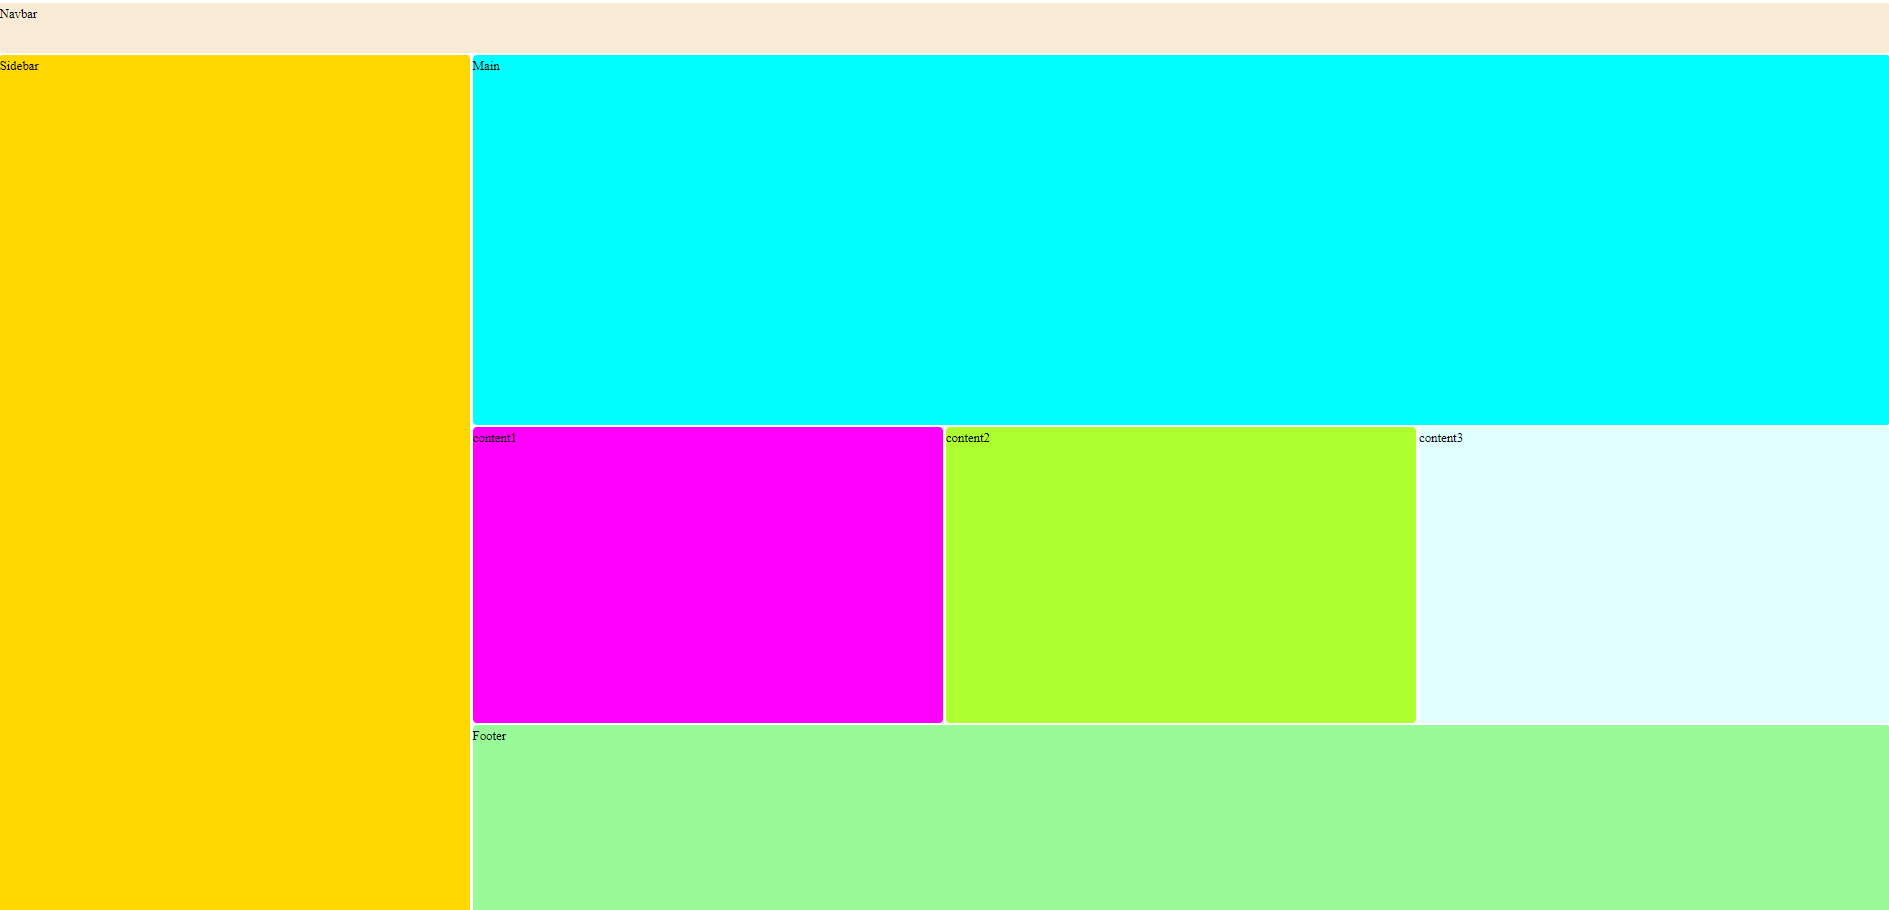 Navbar
Sidebar
Main
content1
content2
content3
Footer